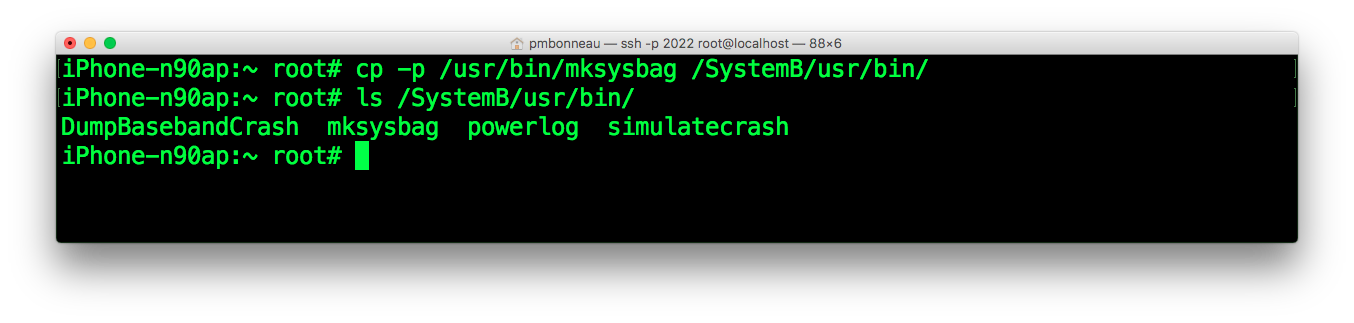 pmbonneau — ssh -p 2022 root@localhost — 88×6
[iPhone-n90ap:~ root# cp -p /usr/bin/mksysbag /SystemB/usr/bin/ ]
[iPhone-n90ap:~ root# ls /SystemB/usr/bin/ ]
DumpBasebandCrash  mksysbag  powerlog  simulatecrash
iPhone-n90ap:~ root#